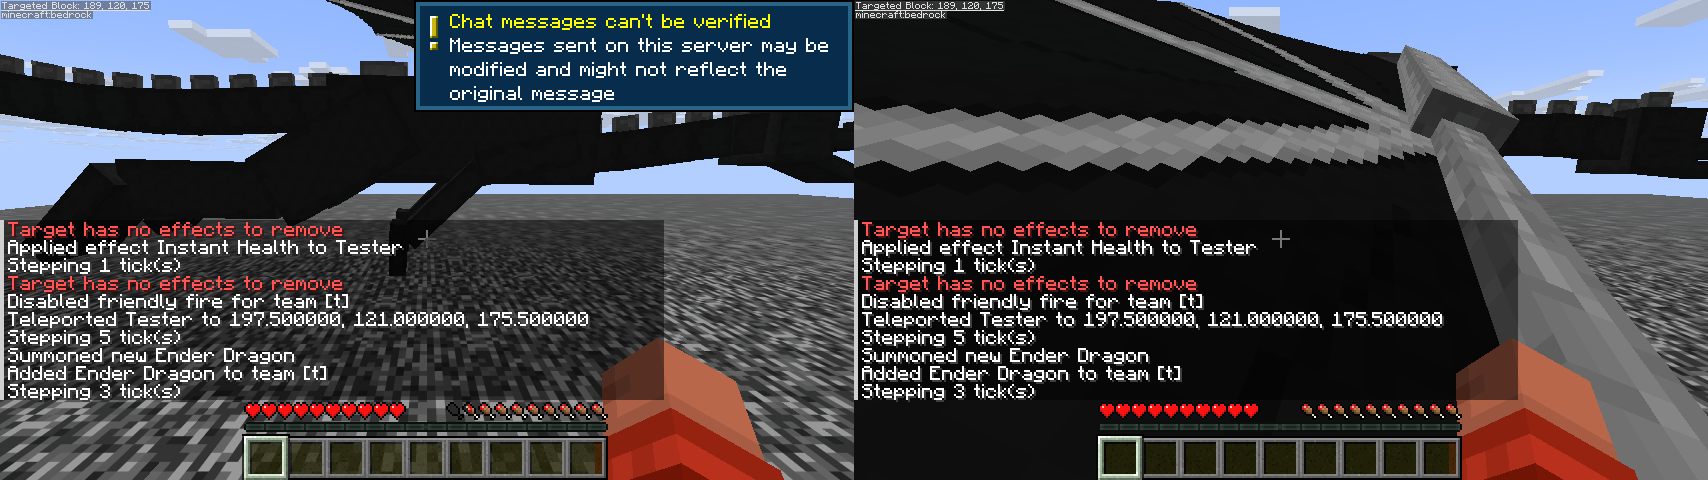 Targeted Block: 189, 120, 175
minecraft:bedrock
Chat messages can't be verified
Messages sent on this server may be
modified and might not reflect the
original message
Target has no effects to remove
Applied effect Instant Health to Tester
Stepping 1 tick(s)
Target has no effects to remove
Disabled friendly fire for team [t]
Teleported Tester to 197.500000, 121.000000, 175.500000
Stepping 5 tick(s)
Summoned new Ender Dragon
Added Ender Dragon to team [t]
Stepping 3 tick(s)
Targeted Block: 189, 120, 175
minecraft:bedrock
Target has no effects to remove
Applied effect Instant Health to Tester
Stepping 1 tick(s)
Target has no effects to remove
Disabled friendly fire for team [t]
Teleported Tester to 197.500000, 121.000000, 175.500000
Stepping 5 tick(s)
Summoned new Ender Dragon
Added Ender Dragon to team [t]
Stepping 3 tick(s)